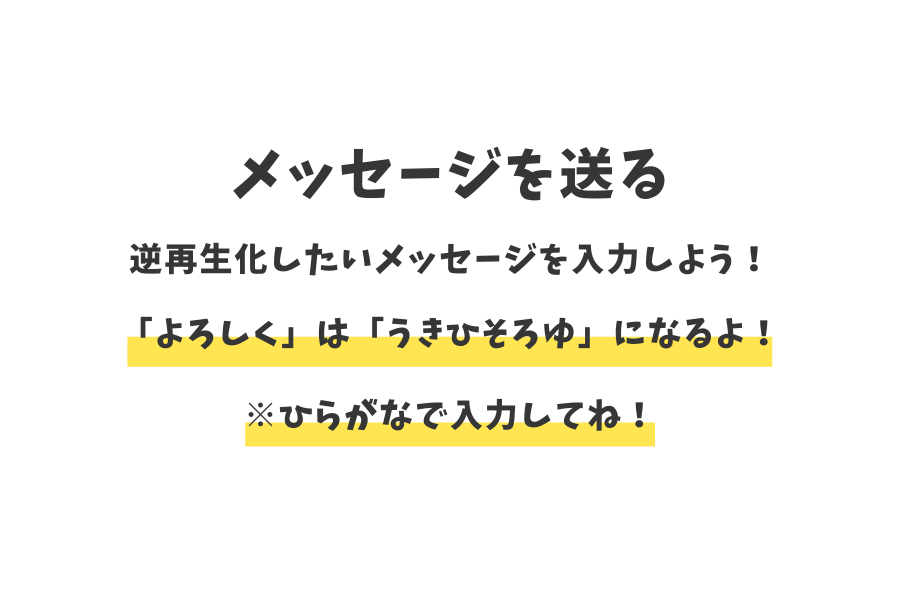 メッセージを送る
逆再生化したいメッセージを入力しよう！
「よろしく」は「うきひそろゆ」になるよ！
※ひらがなで入力してね！